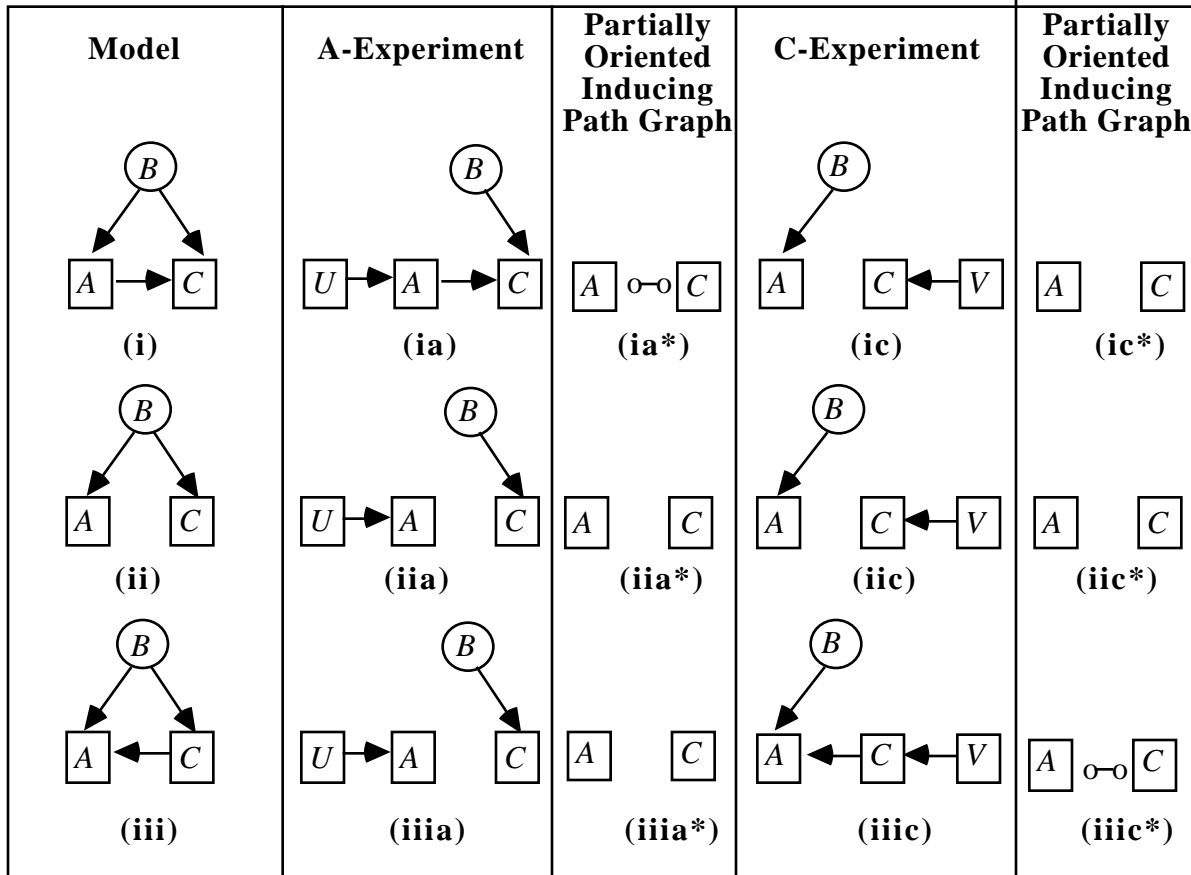 Model
A-Experiment
Partially
Oriented
Inducing
Path Graph
C-Experiment
Partially
Oriented
Inducing
Path Graph
B
B
B
A C
U A C
A o-o C
A C V
A C
(i)
(ia)
(ia*)
(ic)
(ic*)
B
B
B
A C
U A C
A C
A C V
A C
(ii)
(iia)
(iia*)
(iic)
(iic*)
B
B
B
A C
U A C
A C
A C V
A o-o C
(iii)
(iiia)
(iiia*)
(iiic)
(iiic*)